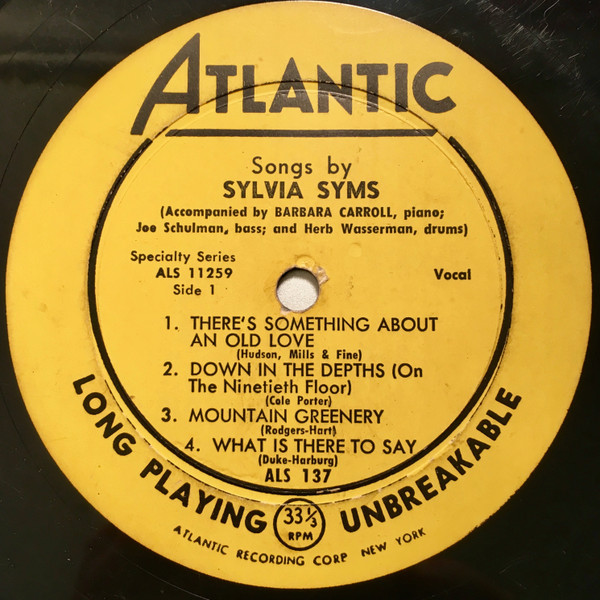 ATLANTIC
Songs by
SYLVIA SYMS
(Accompanied by BARBARA CARROLL, piano;
Joe Schulman, bass; and Herb Wasserman, drums)
Specialty Series
ALS 11259
Side 1
Vocal
1. THERE'S SOMETHING ABOUT
AN OLD LOVE
(Hudson, Mills & Fine)
2. DOWN IN THE DEPTHS (On
The Ninetieth Floor)
(Cole Porter)
3. MOUNTAIN GREENERY
(Rodgers-Hart)
4. WHAT IS THERE TO SAY
(Duke-Harburg)
ALS 137
LONG PLAYING 33 1/3 RPM UNBREAKABLE
ATLANTIC RECORDING CORP NEW YORK